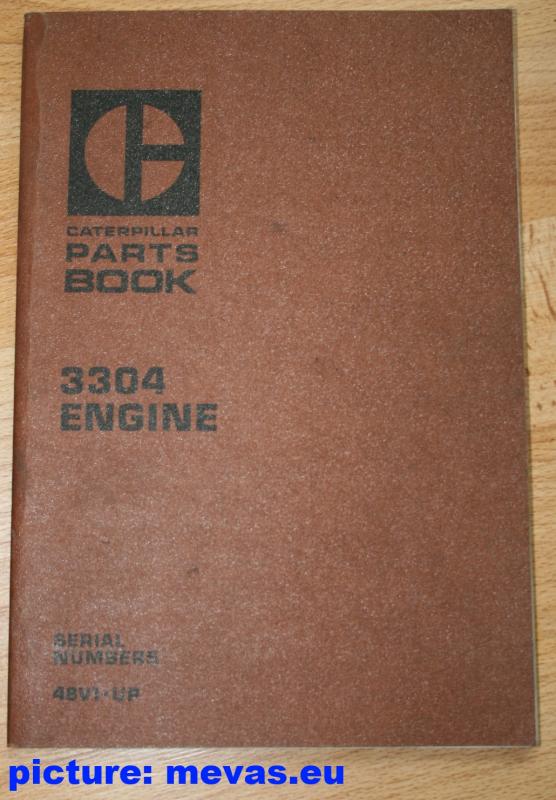 CATERPILLAR
PARTS
BOOK
3304
ENGINE
SERIAL
NUMBERS
48V1-UP
picture: mevas.eu